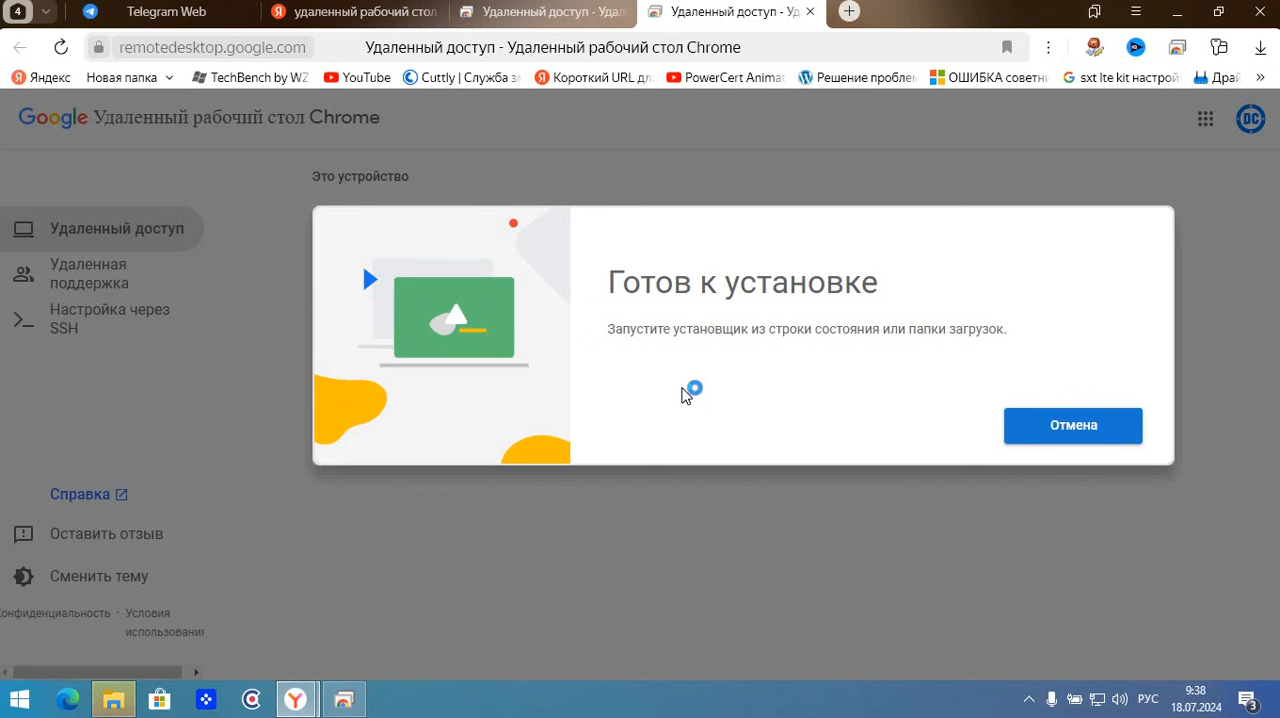 4
Telegram Web
удаленный рабочий стол
Удаленный доступ - Удал
Удаленный доступ - Уд
remotedesktop.google.com
Удаленный доступ - Удаленный рабочий стол Chrome
Яндекс
Новая папка
TechBench by WZ
YouTube
Cuttly | Служба
Короткий URL дл
PowerCert Animat
Решение пробле
ОШИБКА советни
sxt lte kit настрой
Драй
Google Удаленный рабочий стол Chrome
DC
Это устройство
Удаленный доступ
Удаленная
поддержка
Настройка через
SSH
Готов к установке
Запустите установщик из строки состояния или папки загрузок.
Отмена
Справка
Оставить отзыв
Сменить тему
Конфиденциальность · Условия
использования
РУС
9:38
18.07.2024
3